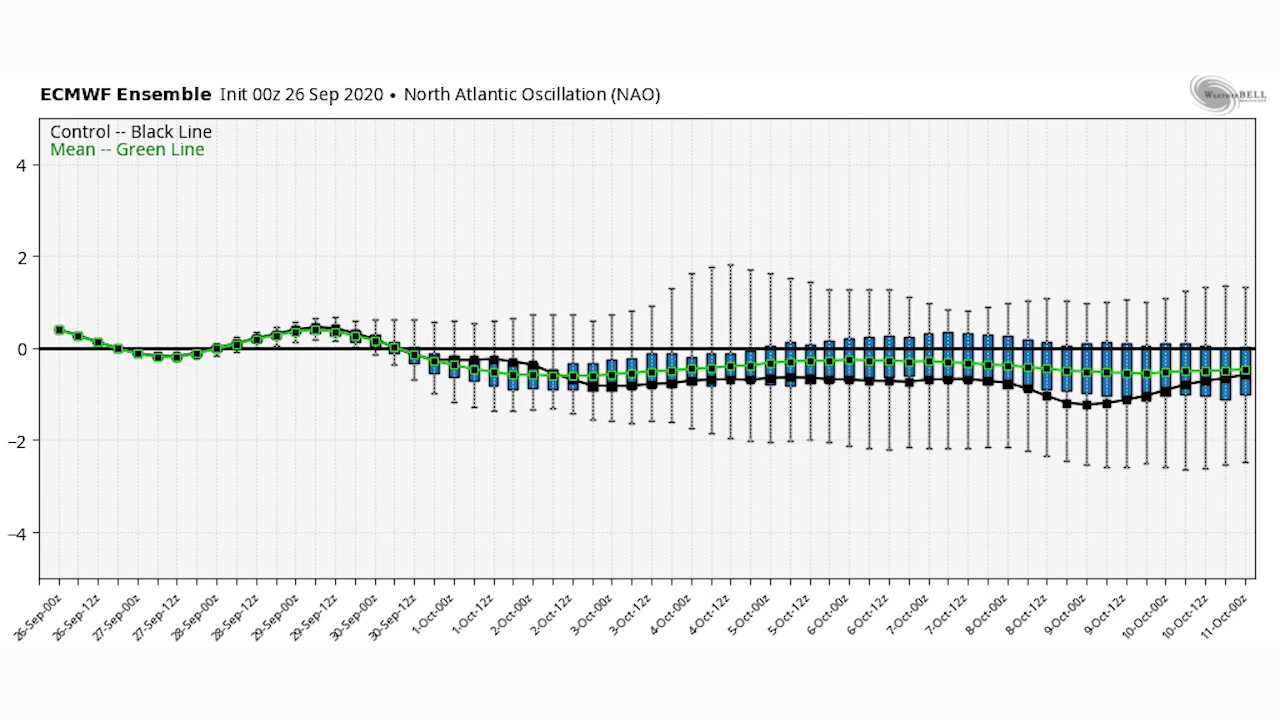 ECMWF Ensemble Init 00z 26 Sep 2020 • North Atlantic Oscillation (NAO)
WeatherBELL
Control -- Black Line
Mean -- Green Line
4
2
0
−2
−4
26-Sep-00z 26-Sep-12z 27-Sep-00z 27-Sep-12z 28-Sep-00z 28-Sep-12z 29-Sep-00z 29-Sep-12z 30-Sep-00z 30-Sep-12z 1-Oct-00z 1-Oct-12z 2-Oct-00z 2-Oct-12z 3-Oct-00z 3-Oct-12z 4-Oct-00z 4-Oct-12z 5-Oct-00z 5-Oct-12z 6-Oct-00z 6-Oct-12z 7-Oct-00z 7-Oct-12z 8-Oct-00z 8-Oct-12z 9-Oct-00z 9-Oct-12z 10-Oct-00z 10-Oct-12z 11-Oct-00z